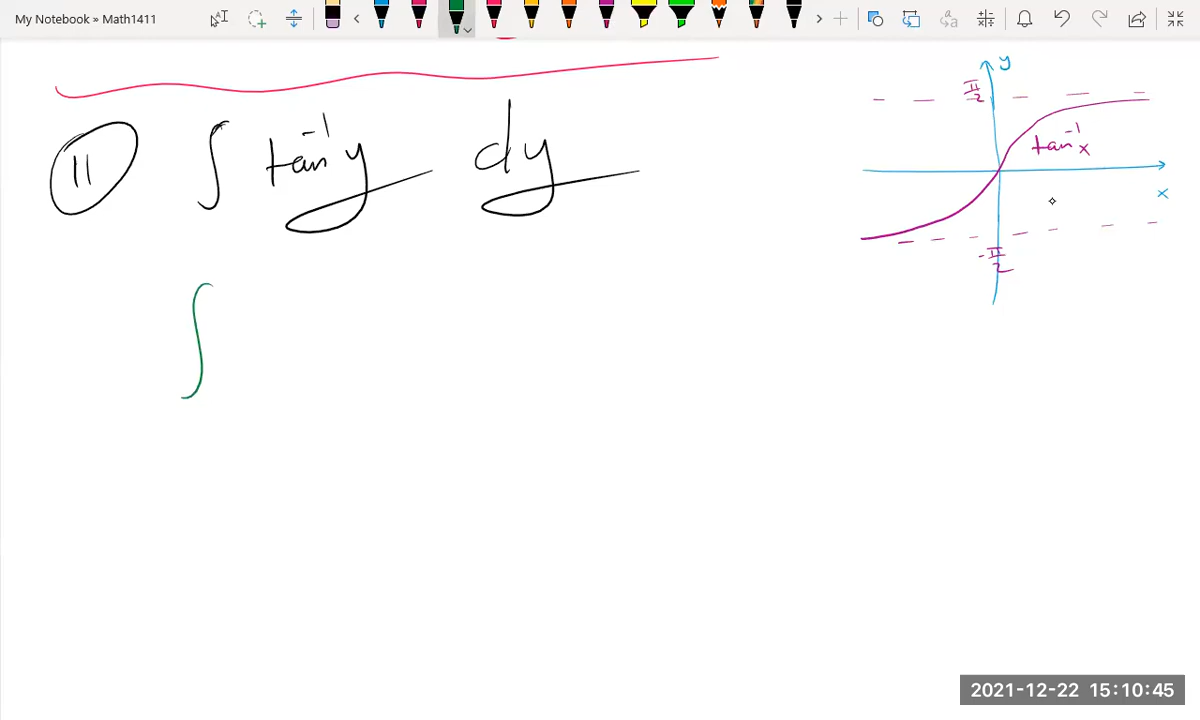 My Notebook » Math1411
11 ∫ tan⁻¹y dy
∫
y
π/2
tan⁻¹x
x
-π/2
2021-12-22 15:10:45